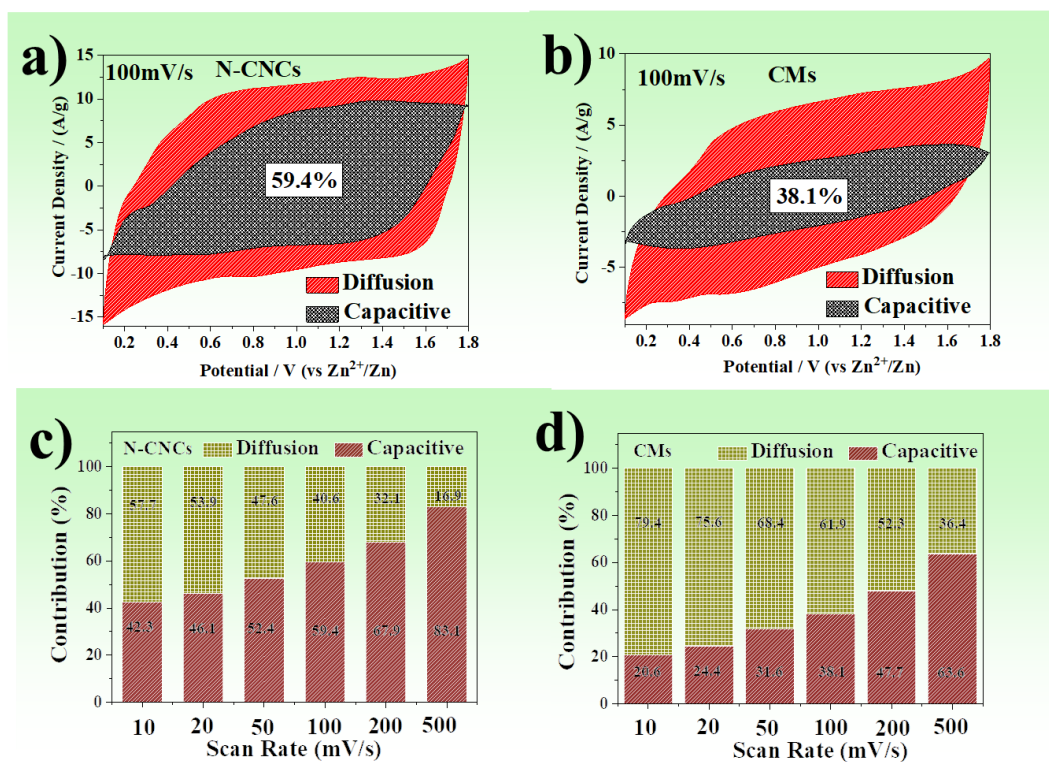 a)
100mV/s N-CNCs
15
10
5
0
-5
-10
-15
Current Density / (A/g)
59.4%
Diffusion
Capacitive
0.2 0.4 0.6 0.8 1.0 1.2 1.4 1.6 1.8
Potential / V (vs Zn²⁺/Zn)
b)
100mV/s CMs
10
5
0
-5
Current Density / (A/g)
38.1%
Diffusion
Capacitive
0.2 0.4 0.6 0.8 1.0 1.2 1.4 1.6 1.8
Potential / V (vs Zn²⁺/Zn)
c)
N-CNCs Diffusion Capacitive
100
80
60
40
20
0
Contribution (%)
57.7 53.9 47.6 40.6 32.1 16.9
42.3 46.1 52.4 59.4 67.9 83.1
10 20 50 100 200 500
Scan Rate (mV/s)
d)
CMs Diffusion Capacitive
100
80
60
40
20
0
Contribution (%)
79.4 75.6 68.4 61.9 52.3 36.4
20.6 24.4 31.6 38.1 47.7 63.6
10 20 50 100 200 500
Scan Rate (mV/s)